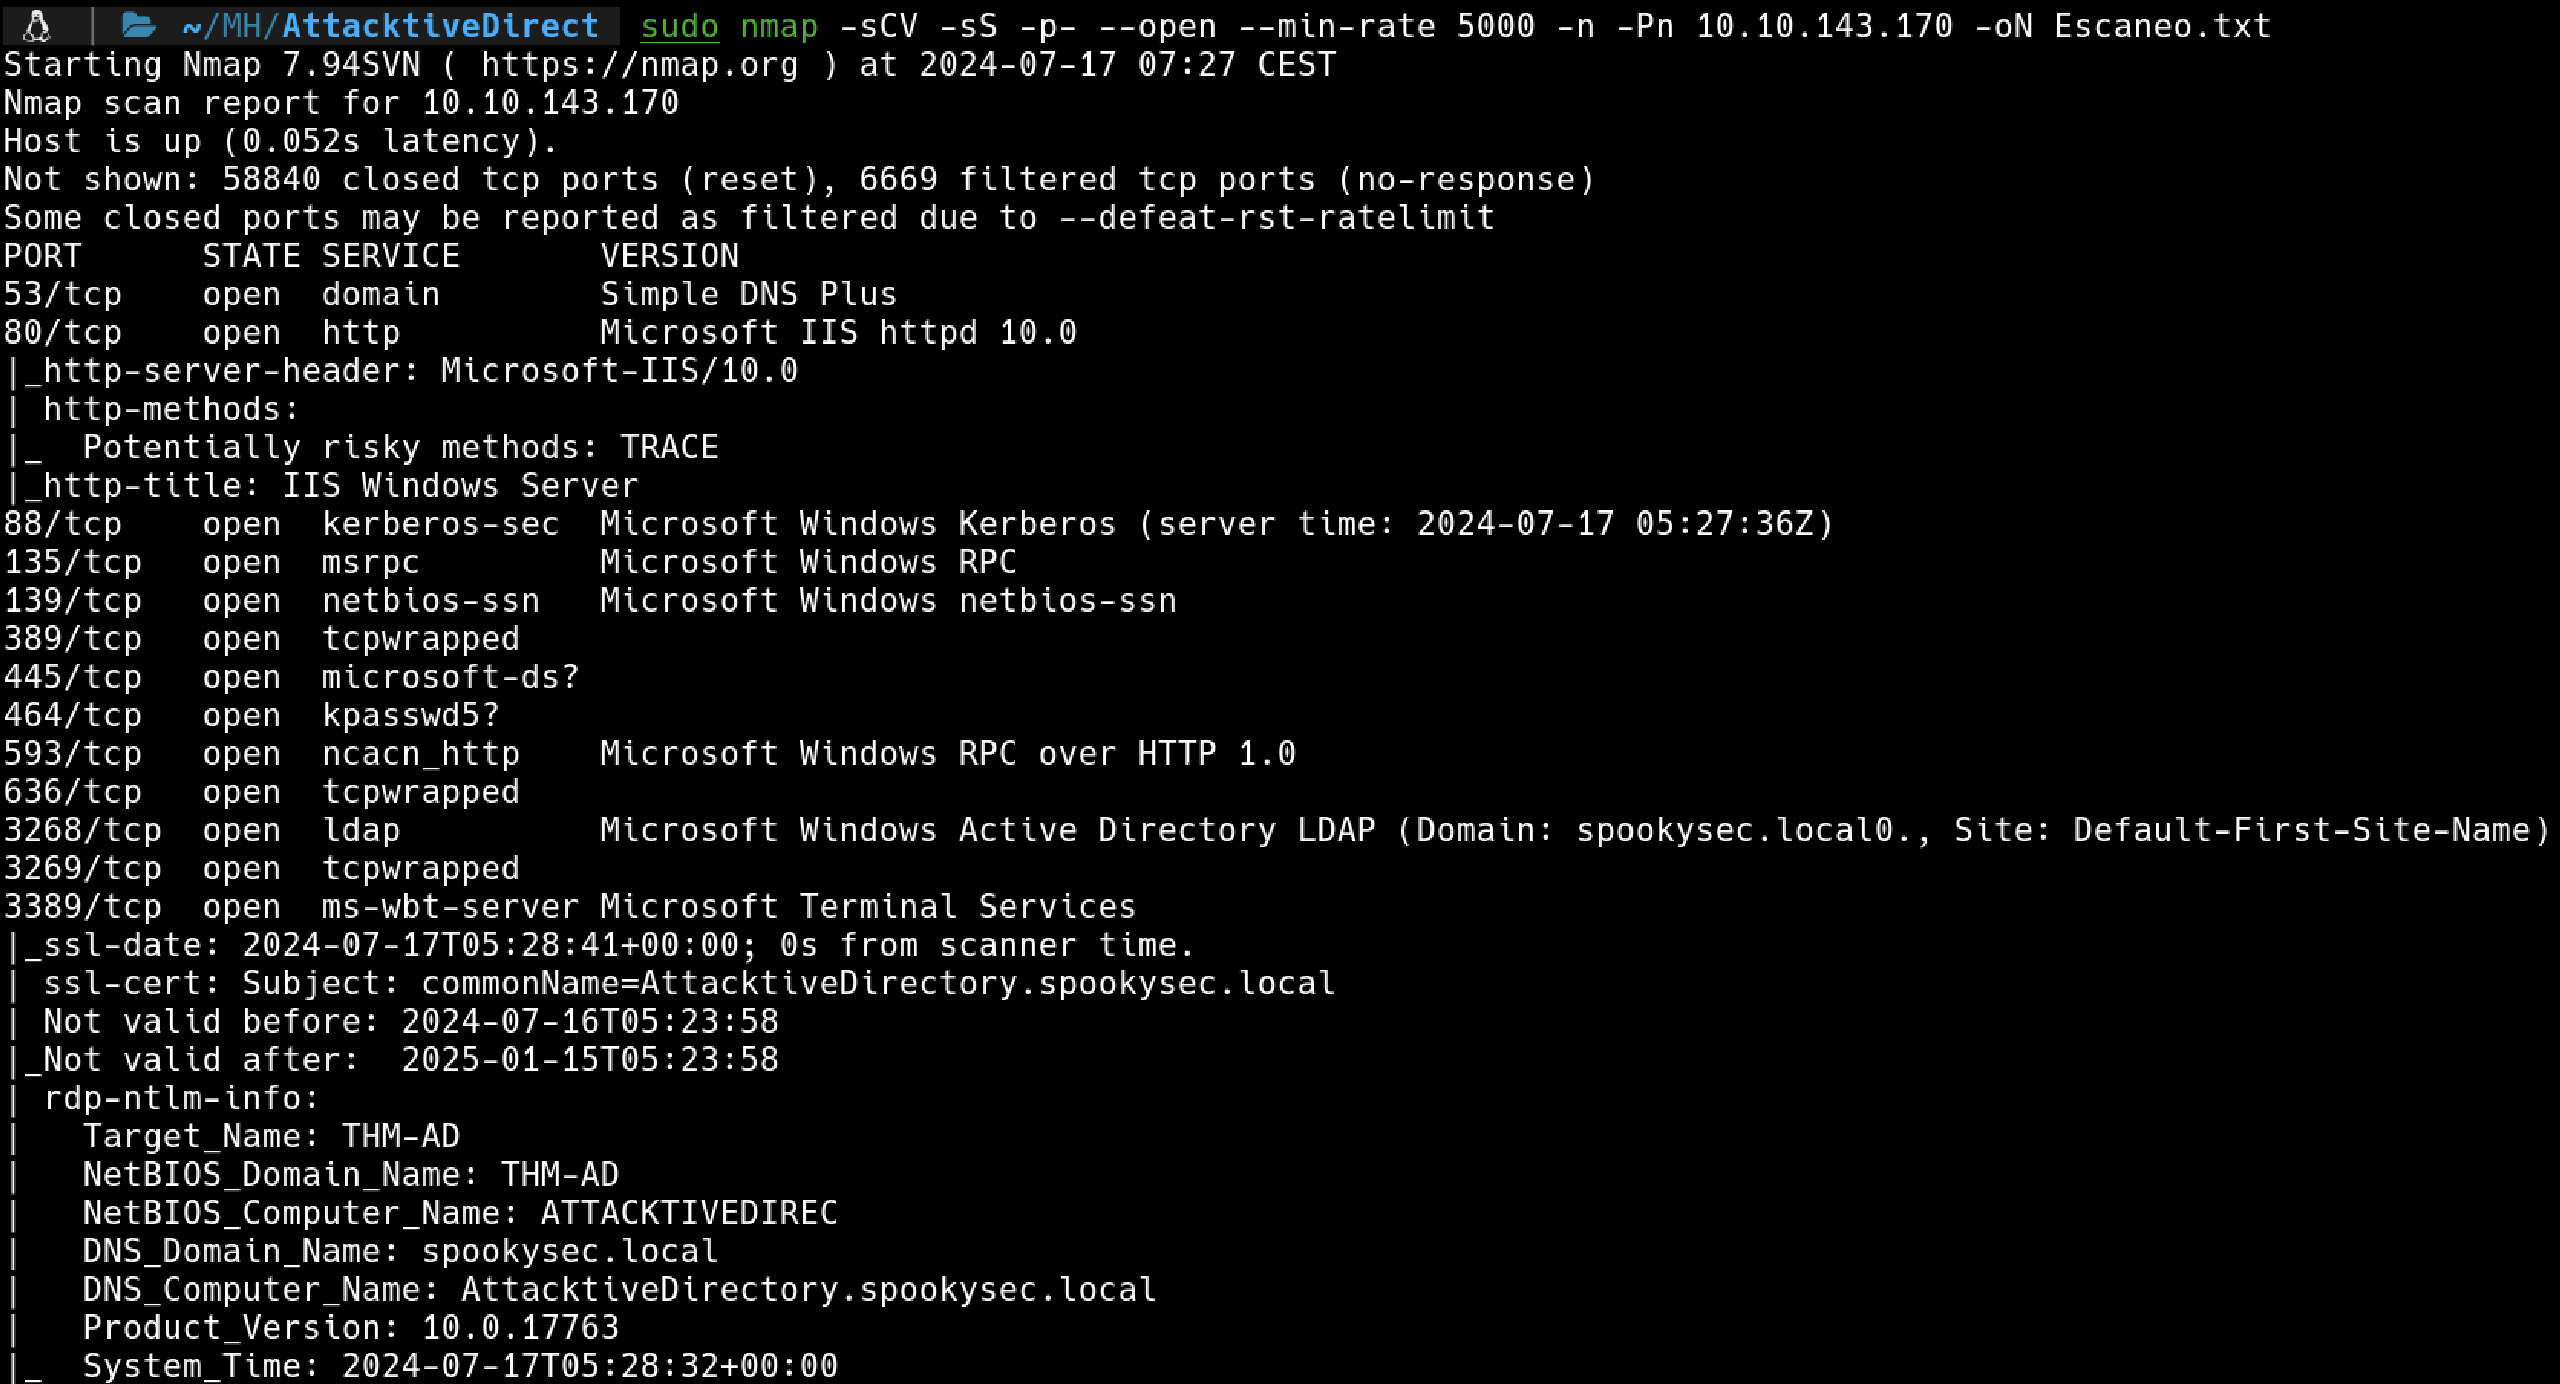 ~/MH/AttacktiveDirect sudo nmap -sCV -sS -p- --open --min-rate 5000 -n -Pn 10.10.143.170 -oN Escaneo.txt
Starting Nmap 7.94SVN ( https://nmap.org ) at 2024-07-17 07:27 CEST
Nmap scan report for 10.10.143.170
Host is up (0.052s latency).
Not shown: 58840 closed tcp ports (reset), 6669 filtered tcp ports (no-response)
Some closed ports may be reported as filtered due to --defeat-rst-ratelimit
PORT      STATE SERVICE       VERSION
53/tcp    open  domain        Simple DNS Plus
80/tcp    open  http          Microsoft IIS httpd 10.0
|_http-server-header: Microsoft-IIS/10.0
| http-methods:
|_  Potentially risky methods: TRACE
|_http-title: IIS Windows Server
88/tcp    open  kerberos-sec  Microsoft Windows Kerberos (server time: 2024-07-17 05:27:36Z)
135/tcp   open  msrpc         Microsoft Windows RPC
139/tcp   open  netbios-ssn   Microsoft Windows netbios-ssn
389/tcp   open  tcpwrapped
445/tcp   open  microsoft-ds?
464/tcp   open  kpasswd5?
593/tcp   open  ncacn_http    Microsoft Windows RPC over HTTP 1.0
636/tcp   open  tcpwrapped
3268/tcp  open  ldap          Microsoft Windows Active Directory LDAP (Domain: spookysec.local0., Site: Default-First-Site-Name)
3269/tcp  open  tcpwrapped
3389/tcp  open  ms-wbt-server Microsoft Terminal Services
|_ssl-date: 2024-07-17T05:28:41+00:00; 0s from scanner time.
| ssl-cert: Subject: commonName=AttacktiveDirectory.spookysec.local
| Not valid before: 2024-07-16T05:23:58
|_Not valid after:  2025-01-15T05:23:58
| rdp-ntlm-info:
|   Target_Name: THM-AD
|   NetBIOS_Domain_Name: THM-AD
|   NetBIOS_Computer_Name: ATTACKTIVEDIREC
|   DNS_Domain_Name: spookysec.local
|   DNS_Computer_Name: AttacktiveDirectory.spookysec.local
|   Product_Version: 10.0.17763
|_  System_Time: 2024-07-17T05:28:32+00:00